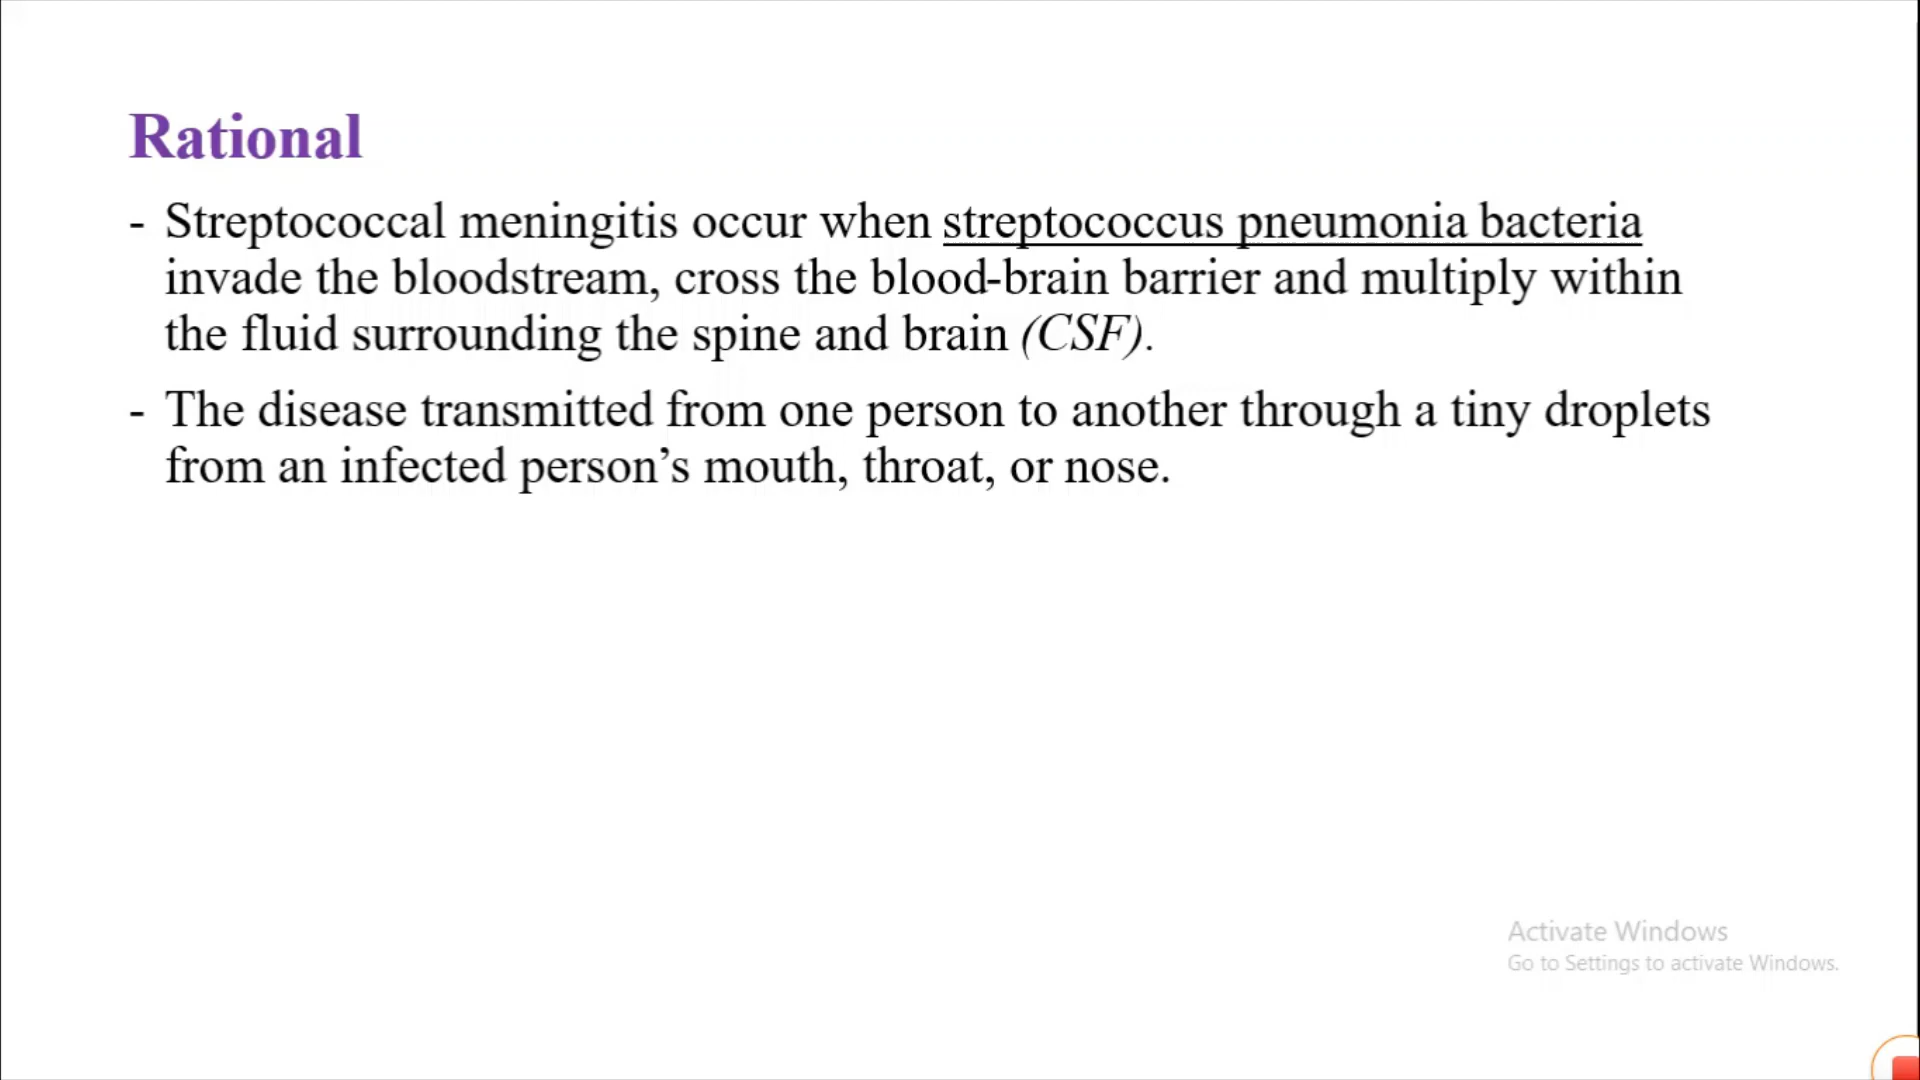 Rational
- Streptococcal meningitis occur when streptococcus pneumonia bacteria
invade the bloodstream, cross the blood-brain barrier and multiply within
the fluid surrounding the spine and brain (CSF).
- The disease transmitted from one person to another through a tiny droplets
from an infected person’s mouth, throat, or nose.
Activate Windows
Go to Settings to activate Windows.